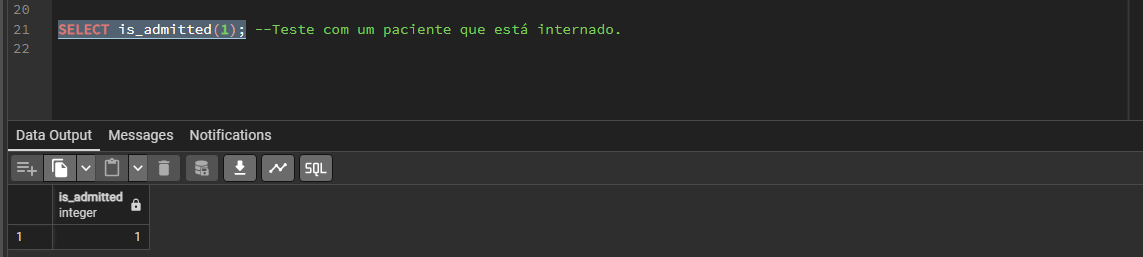 20
21 SELECT is_admitted(1); --Teste com um paciente que está internado.
22
Data Output Messages Notifications
SQL
is_admitted
integer
1 1